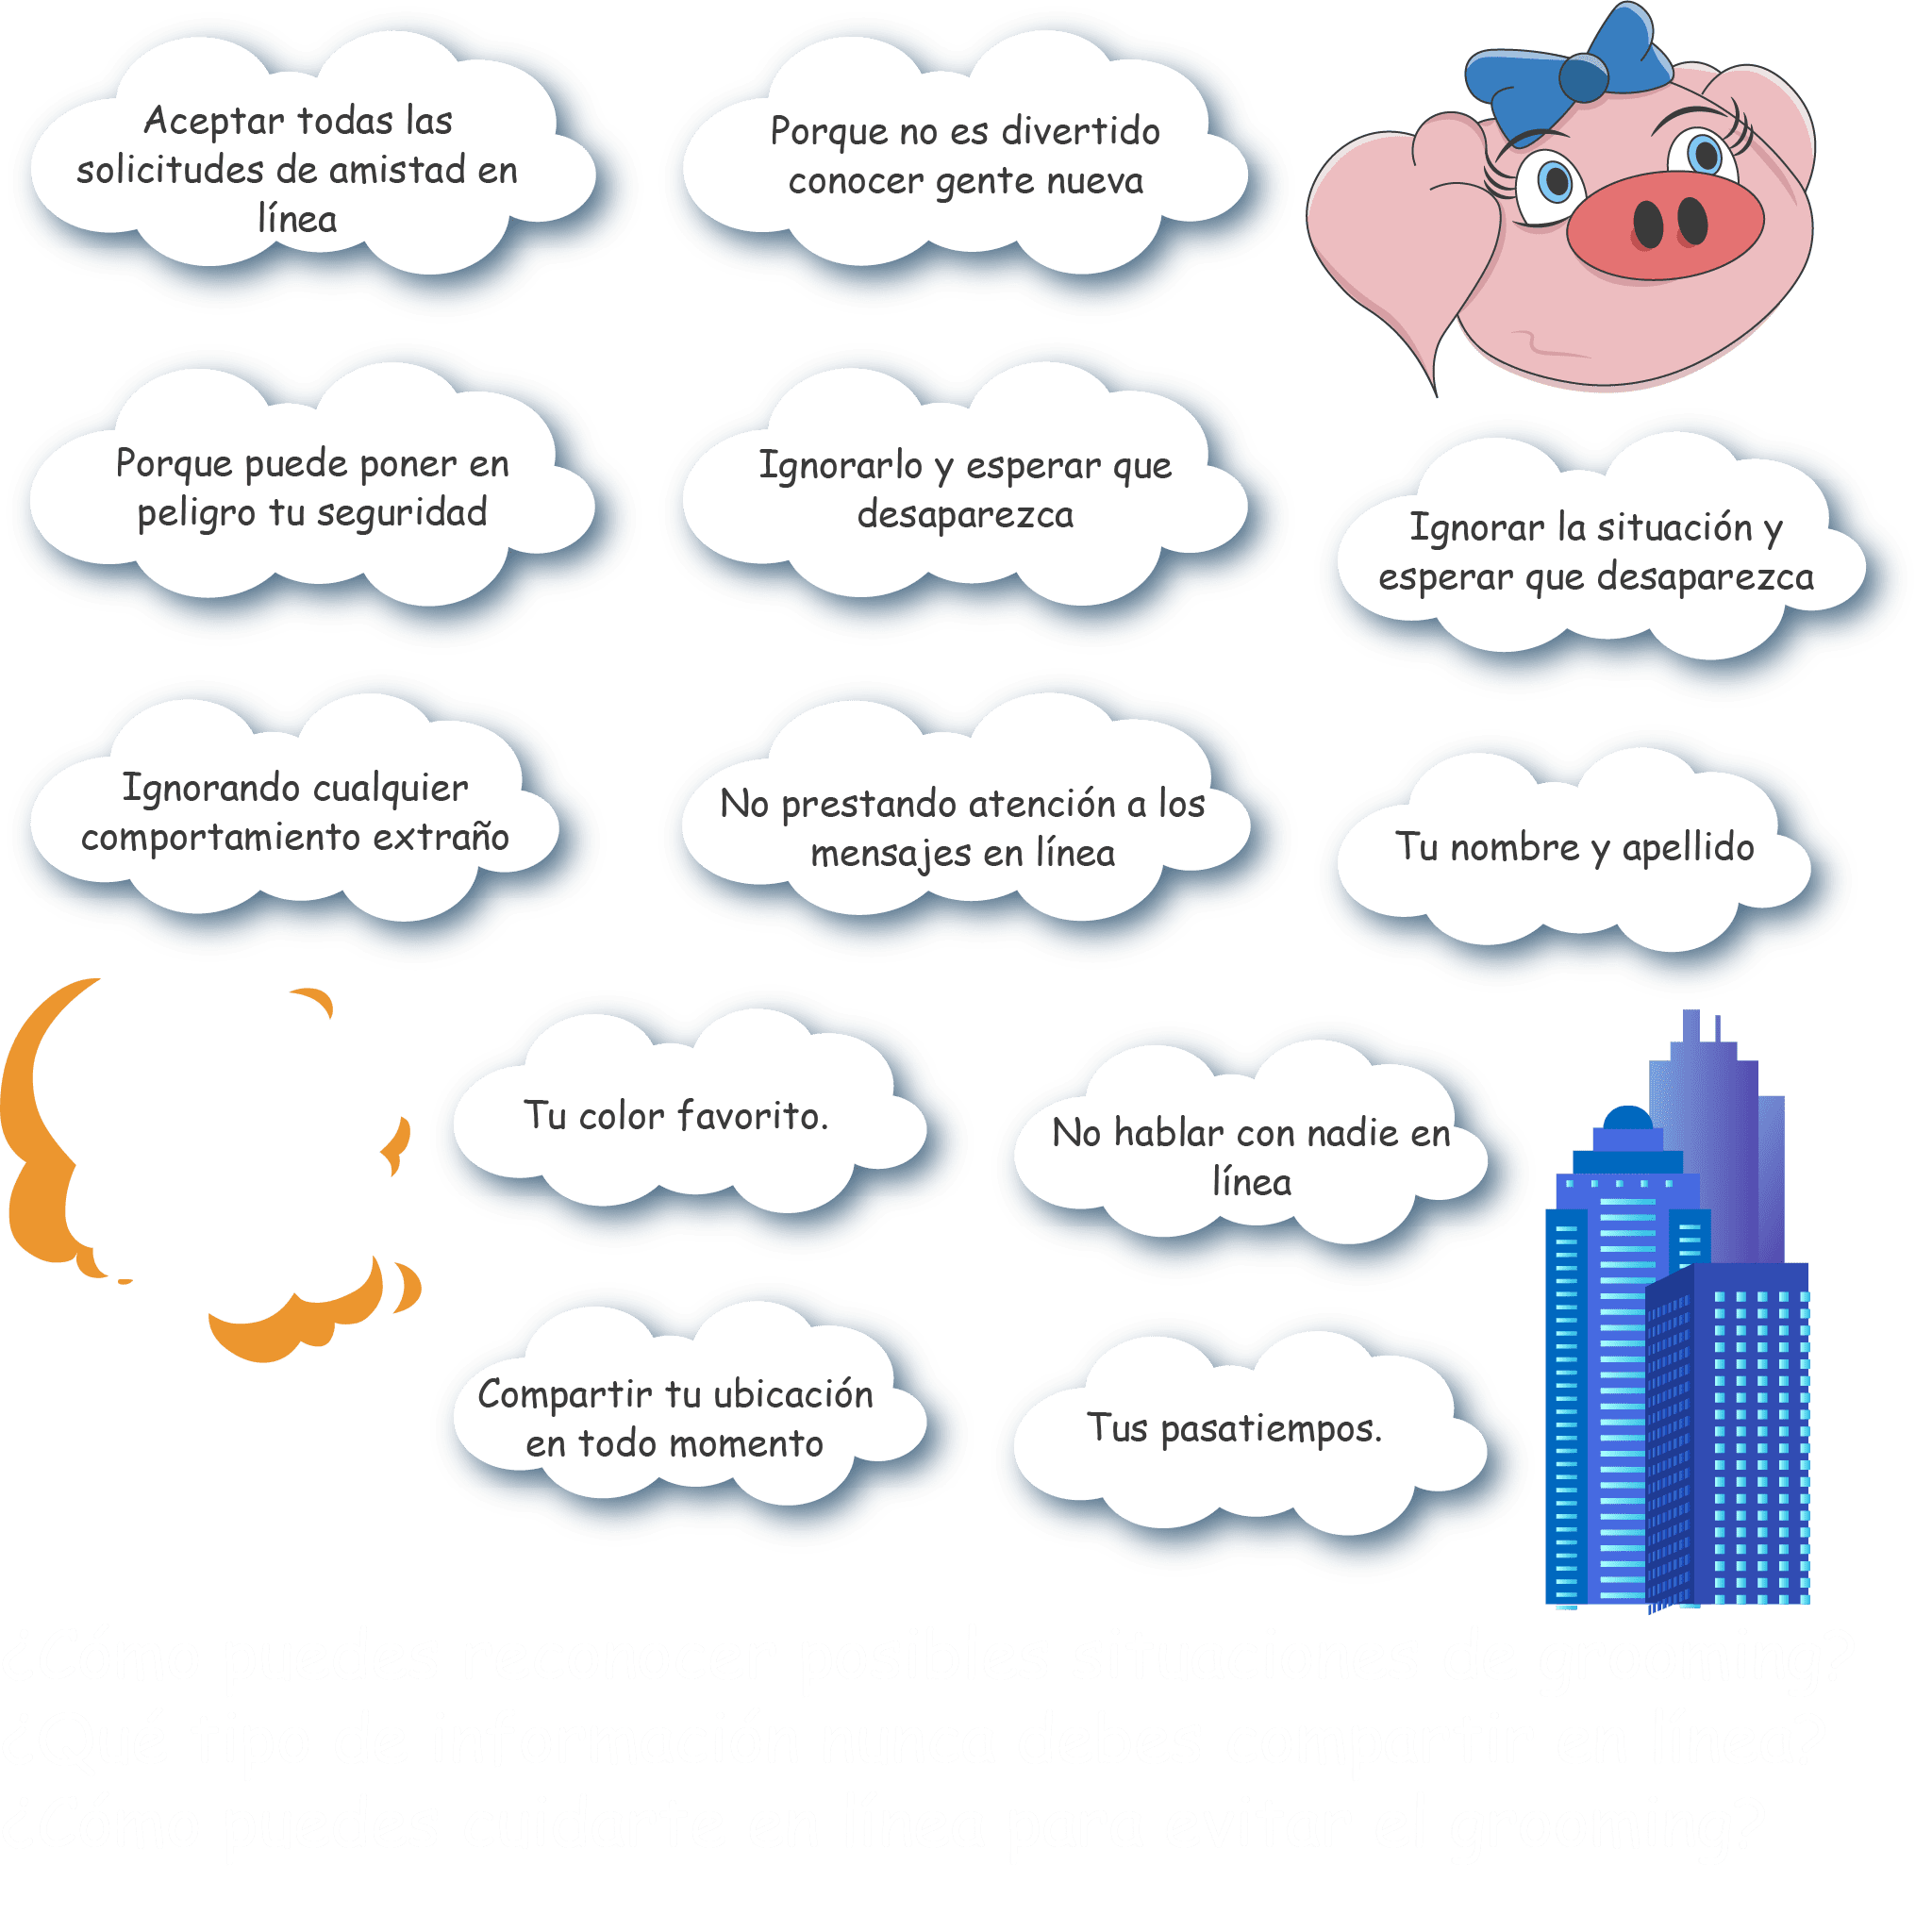 Aceptar todas las
solicitudes de amistad en
línea
Porque no es divertido
conocer gente nueva
Porque puede poner en
peligro tu seguridad
Ignorarlo y esperar que
desaparezca
Ignorar la situación y
esperar que desaparezca
Ignorando cualquier
comportamiento extraño
No prestando atención a los
mensajes en línea
Tu nombre y apellido
Tu color favorito.
No hablar con nadie en
línea
Compartir tu ubicación
en todo momento
Tus pasatiempos.